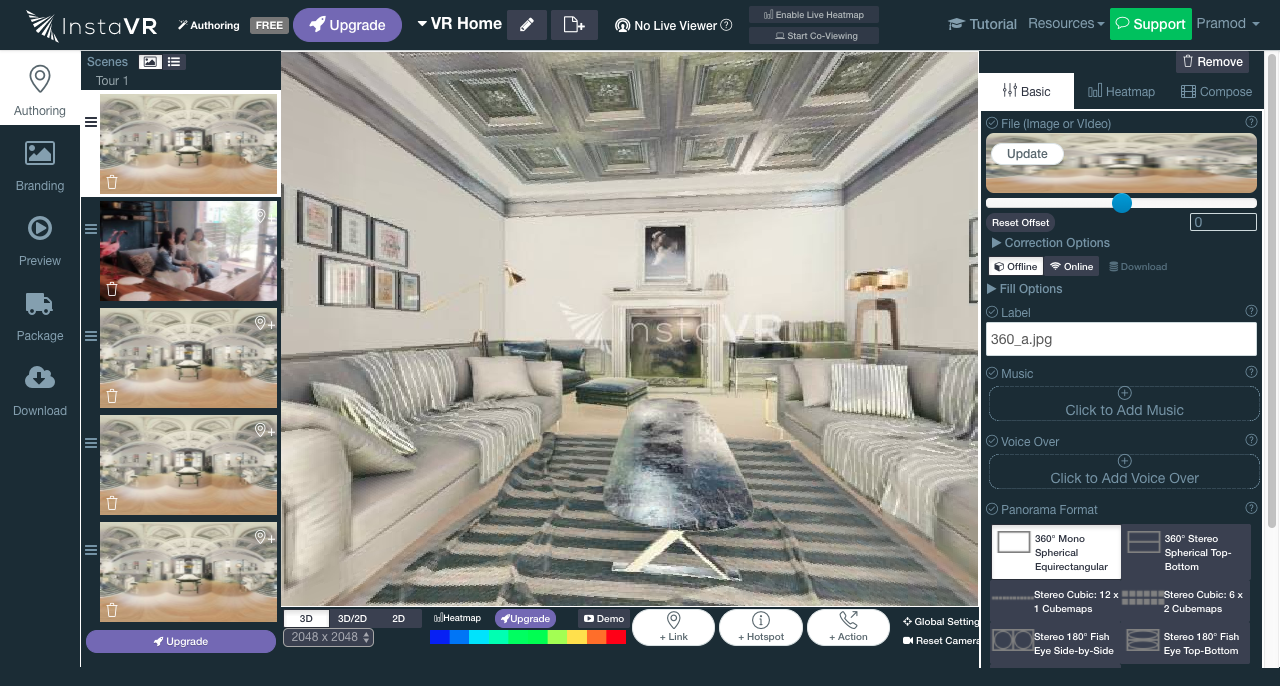 InstaVR
Authoring
FREE
Upgrade
VR Home
No Live Viewer
Enable Live Heatmap
Start Co-Viewing
Tutorial
Resources
Support
Pramod
Authoring
Branding
Preview
Package
Download
Scenes
Tour 1
Upgrade
InstaVR
3D
3D/2D
2D
2048 x 2048
Heatmap
Upgrade
Demo
+ Link
+ Hotspot
+ Action
Global Setting
Reset Camera
Remove
Basic
Heatmap
Compose
File (Image or VIdeo)
Update
Reset Offset
0
Correction Options
Offline
Online
Download
Fill Options
Label
360_a.jpg
Music
Click to Add Music
Voice Over
Click to Add Voice Over
Panorama Format
360° Mono
Spherical
Equirectangular
360° Stereo
Spherical Top-
Bottom
Stereo Cubic: 12 x
1 Cubemaps
Stereo Cubic: 6 x
2 Cubemaps
Stereo 180° Fish
Eye Side-by-Side
Stereo 180° Fish
Eye Top-Bottom